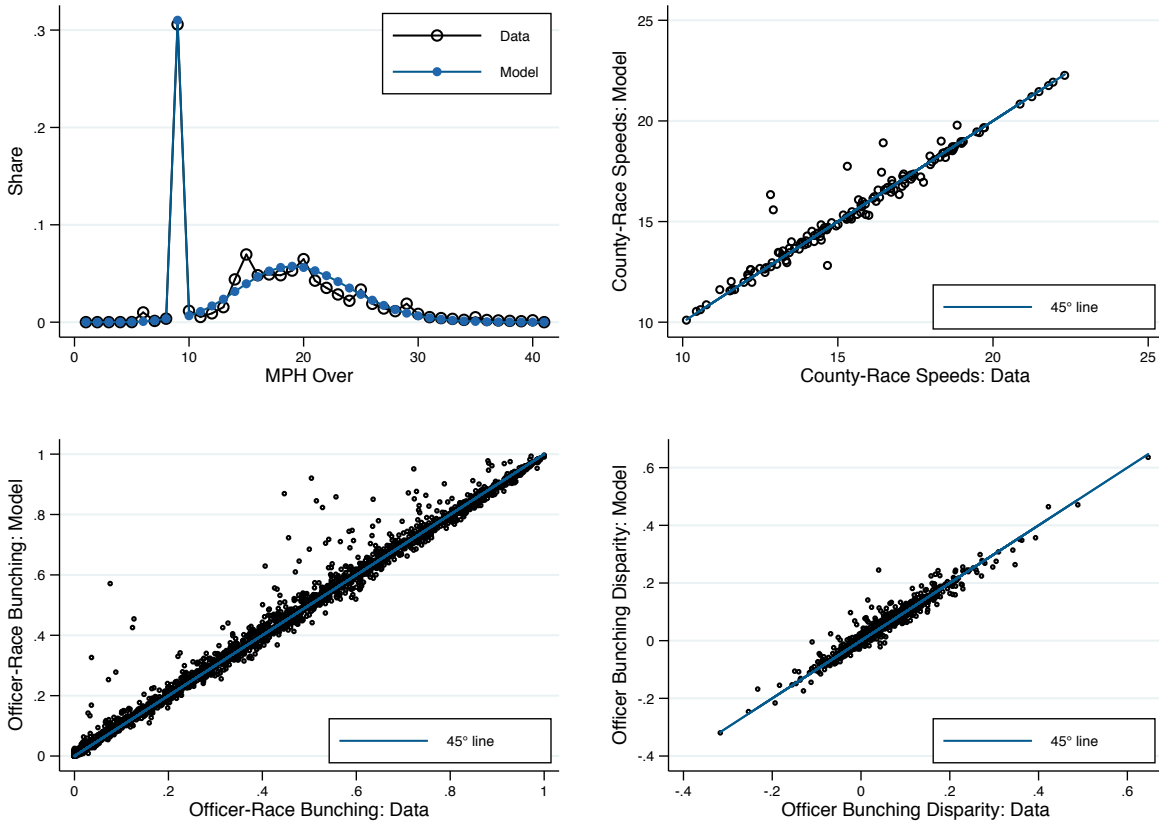 Share
.3
.2
.1
0
Data
Model
0 10 20 30 40
MPH Over
County-Race Speeds: Model
25
20
15
10
45° line
10 15 20 25
County-Race Speeds: Data
Officer-Race Bunching: Model
1
.8
.6
.4
.2
0
45° line
0 .2 .4 .6 .8 1
Officer-Race Bunching: Data
Officer Bunching Disparity: Model
.6
.4
.2
0
-.2
-.4
45° line
-.4 -.2 0 .2 .4 .6
Officer Bunching Disparity: Data